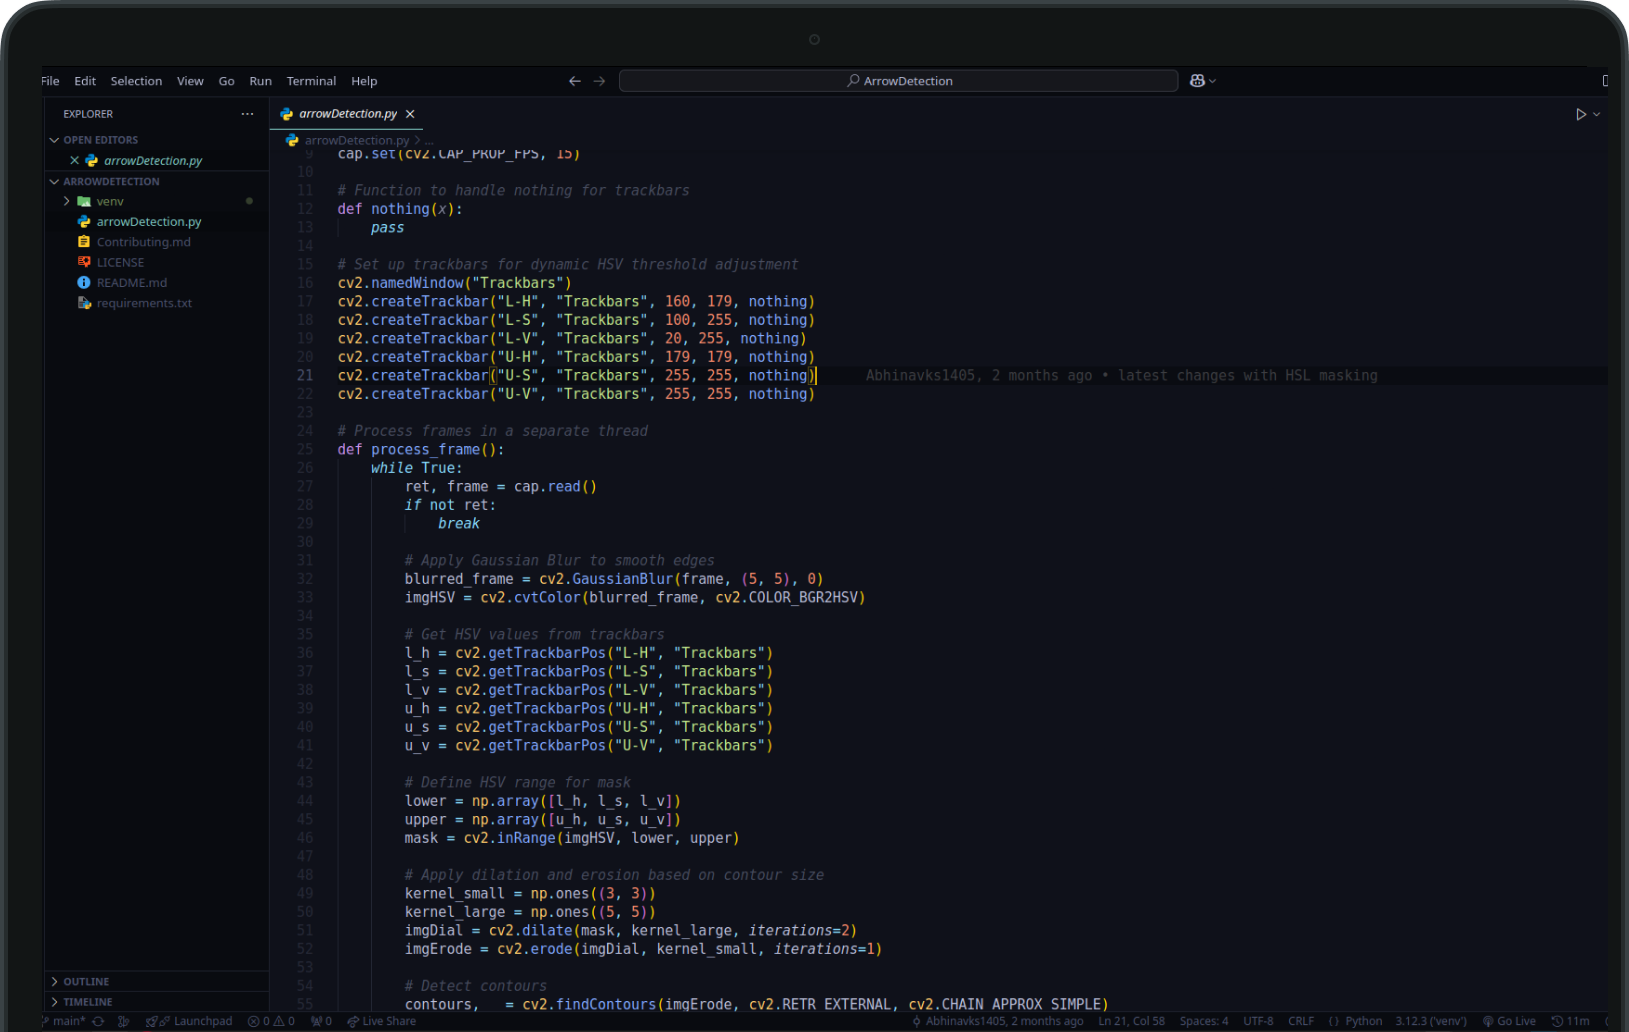 File Edit Selection View Go Run Terminal Help
ArrowDetection
EXPLORER
OPEN EDITORS
arrowDetection.py
ARROWDETECTION
venv
arrowDetection.py
Contributing.md
LICENSE
README.md
requirements.txt
OUTLINE
TIMELINE
arrowDetection.py
arrowDetection.py > ...
9 cap.set(cv2.CAP_PROP_FPS, 15)
10
11 # Function to handle nothing for trackbars
12 def nothing(x):
13     pass
14
15 # Set up trackbars for dynamic HSV threshold adjustment
16 cv2.namedWindow("Trackbars")
17 cv2.createTrackbar("L-H", "Trackbars", 160, 179, nothing)
18 cv2.createTrackbar("L-S", "Trackbars", 100, 255, nothing)
19 cv2.createTrackbar("L-V", "Trackbars", 20, 255, nothing)
20 cv2.createTrackbar("U-H", "Trackbars", 179, 179, nothing)
21 cv2.createTrackbar("U-S", "Trackbars", 255, 255, nothing) Abhinavks1405, 2 months ago • latest changes with HSL masking
22 cv2.createTrackbar("U-V", "Trackbars", 255, 255, nothing)
23
24 # Process frames in a separate thread
25 def process_frame():
26     while True:
27         ret, frame = cap.read()
28         if not ret:
29             break
30
31         # Apply Gaussian Blur to smooth edges
32         blurred_frame = cv2.GaussianBlur(frame, (5, 5), 0)
33         imgHSV = cv2.cvtColor(blurred_frame, cv2.COLOR_BGR2HSV)
34
35         # Get HSV values from trackbars
36         l_h = cv2.getTrackbarPos("L-H", "Trackbars")
37         l_s = cv2.getTrackbarPos("L-S", "Trackbars")
38         l_v = cv2.getTrackbarPos("L-V", "Trackbars")
39         u_h = cv2.getTrackbarPos("U-H", "Trackbars")
40         u_s = cv2.getTrackbarPos("U-S", "Trackbars")
41         u_v = cv2.getTrackbarPos("U-V", "Trackbars")
42
43         # Define HSV range for mask
44         lower = np.array([l_h, l_s, l_v])
45         upper = np.array([u_h, u_s, u_v])
46         mask = cv2.inRange(imgHSV, lower, upper)
47
48         # Apply dilation and erosion based on contour size
49         kernel_small = np.ones((3, 3))
50         kernel_large = np.ones((5, 5))
51         imgDial = cv2.dilate(mask, kernel_large, iterations=2)
52         imgErode = cv2.erode(imgDial, kernel_small, iterations=1)
53
54         # Detect contours
55         contours, _ = cv2.findContours(imgErode, cv2.RETR_EXTERNAL, cv2.CHAIN_APPROX_SIMPLE)
main* Launchpad 0 0 0 Live Share Abhinavks1405, 2 months ago Ln 21, Col 58 Spaces: 4 UTF-8 CRLF {} Python 3.12.3 ('venv') Go Live 11m